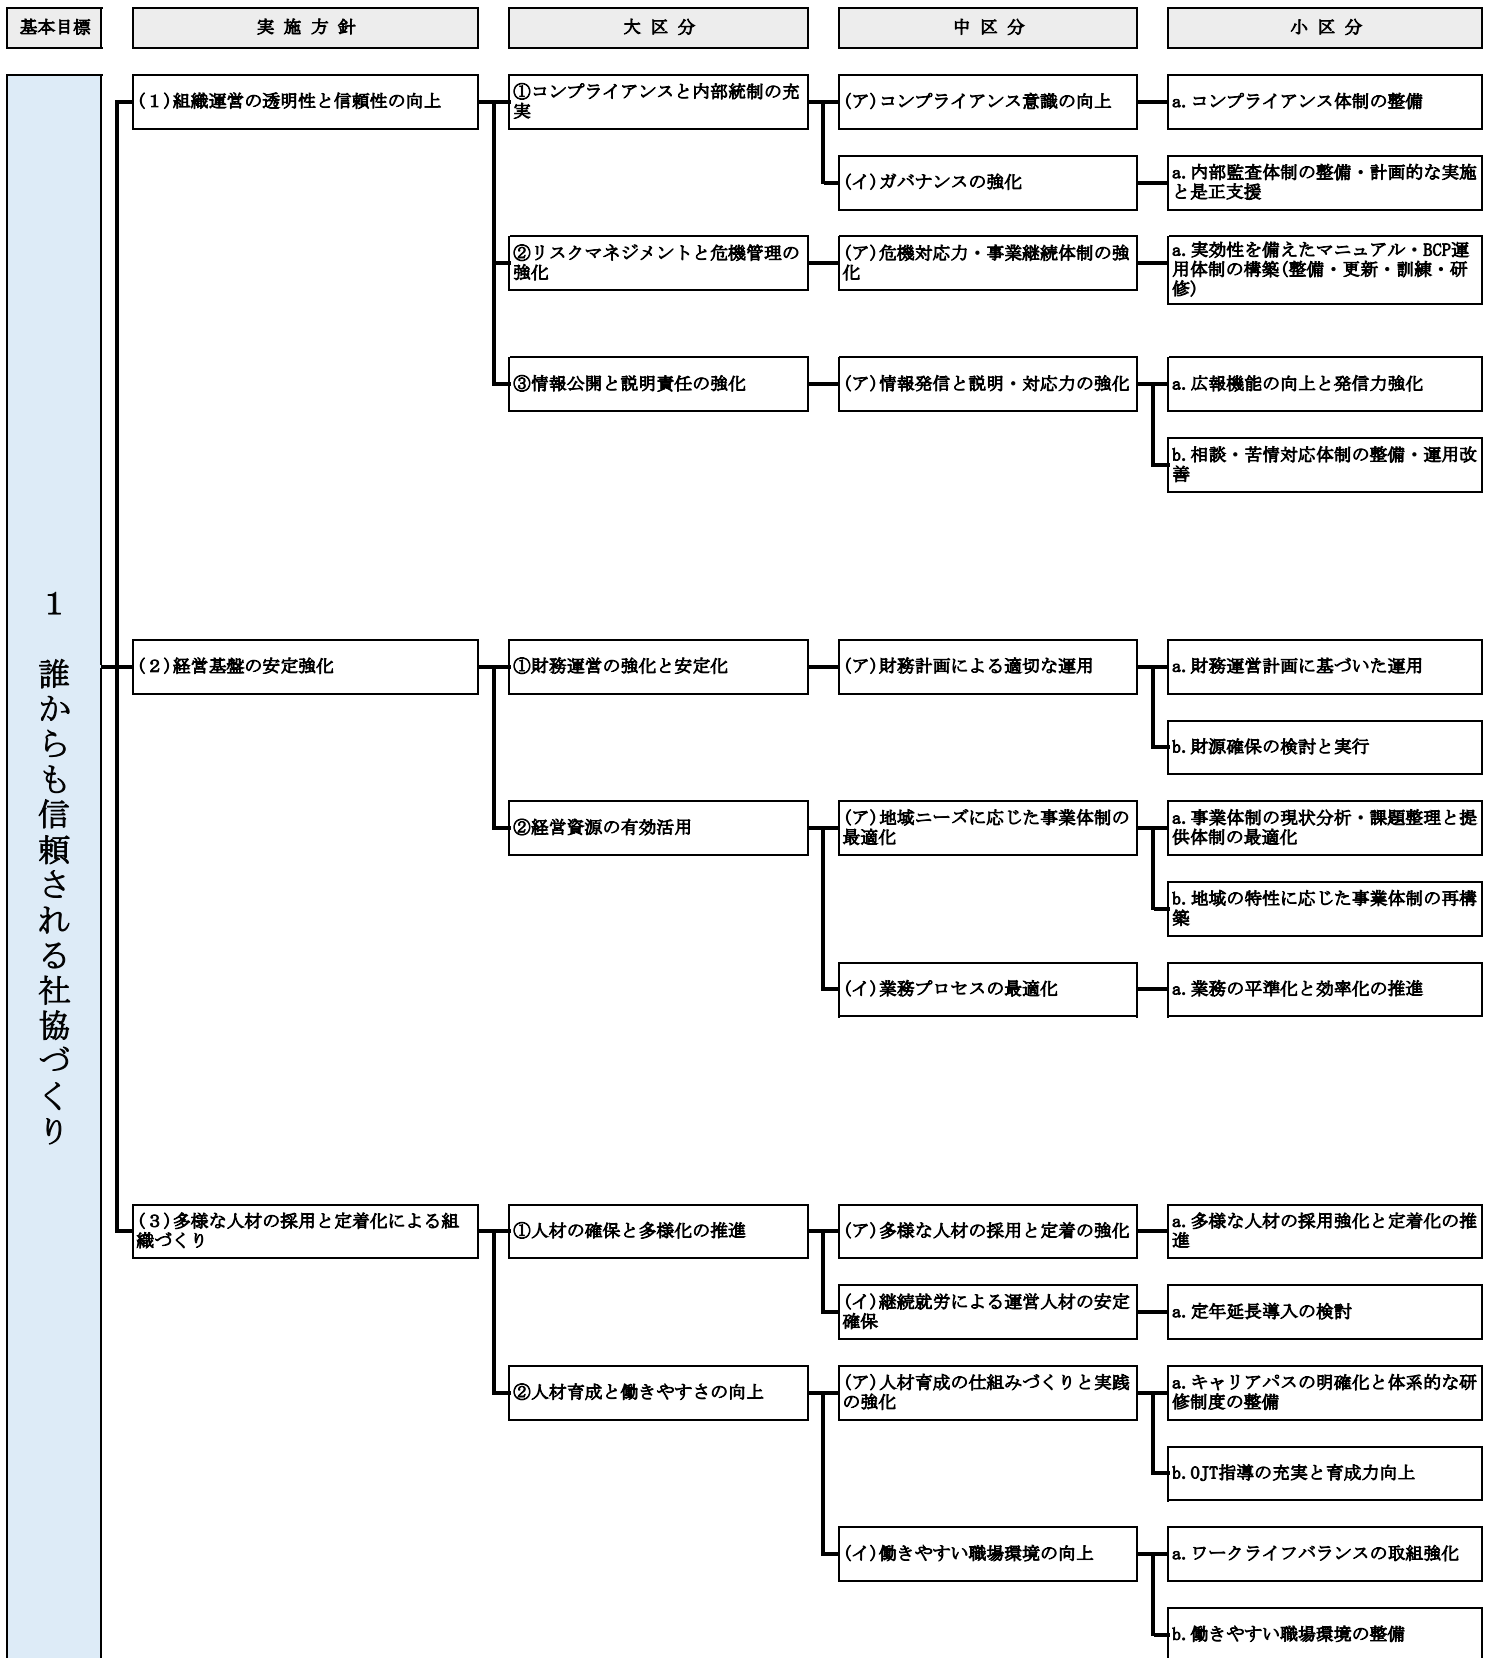 基本目標
実施方針
大区分
中区分
小区分
1 誰からも信頼される社協づくり
(1)組織運営の透明性と信頼性の向上
①コンプライアンスと内部統制の充
実
(ア)コンプライアンス意識の向上
a.コンプライアンス体制の整備
(イ)ガバナンスの強化
a.内部監査体制の整備・計画的な実施
と是正支援
②リスクマネジメントと危機管理の
強化
(ア)危機対応力・事業継続体制の強
化
a.実効性を備えたマニュアル・BCP運
用体制の構築(整備・更新・訓練・研
修)
③情報公開と説明責任の強化
(ア)情報発信と説明・対応力の強化
a.広報機能の向上と発信力強化
b.相談・苦情対応体制の整備・運用改
善
(2)経営基盤の安定強化
①財務運営の強化と安定化
(ア)財務計画による適切な運用
a.財務運営計画に基づいた運用
b.財源確保の検討と実行
②経営資源の有効活用
(ア)地域ニーズに応じた事業体制の
最適化
a.事業体制の現状分析・課題整理と提
供体制の最適化
b.地域の特性に応じた事業体制の再構
築
(イ)業務プロセスの最適化
a.業務の平準化と効率化の推進
(3)多様な人材の採用と定着化による組
織づくり
①人材の確保と多様化の推進
(ア)多様な人材の採用と定着の強化
a.多様な人材の採用強化と定着化の推
進
(イ)継続就労による運営人材の安定
確保
a.定年延長導入の検討
②人材育成と働きやすさの向上
(ア)人材育成の仕組みづくりと実践
の強化
a.キャリアパスの明確化と体系的な研
修制度の整備
b.OJT指導の充実と育成力向上
(イ)働きやすい職場環境の向上
a.ワークライフバランスの取組強化
b.働きやすい職場環境の整備